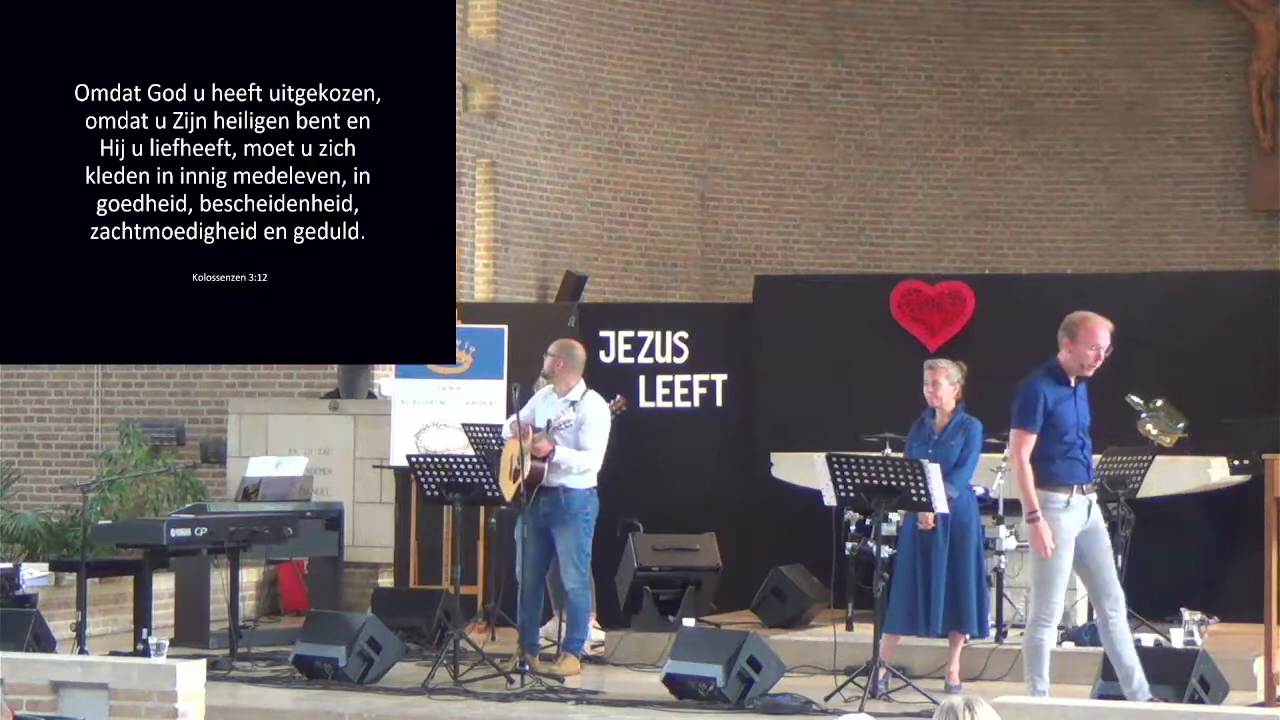 Omdat God u heeft uitgekozen,
omdat u Zijn heiligen bent en
Hij u liefheeft, moet u zich
kleden in innig medeleven, in
goedheid, bescheidenheid,
zachtmoedigheid en geduld.
Kolossenzen 3:12
JEZUS
LEEFT
YAMAHA CP